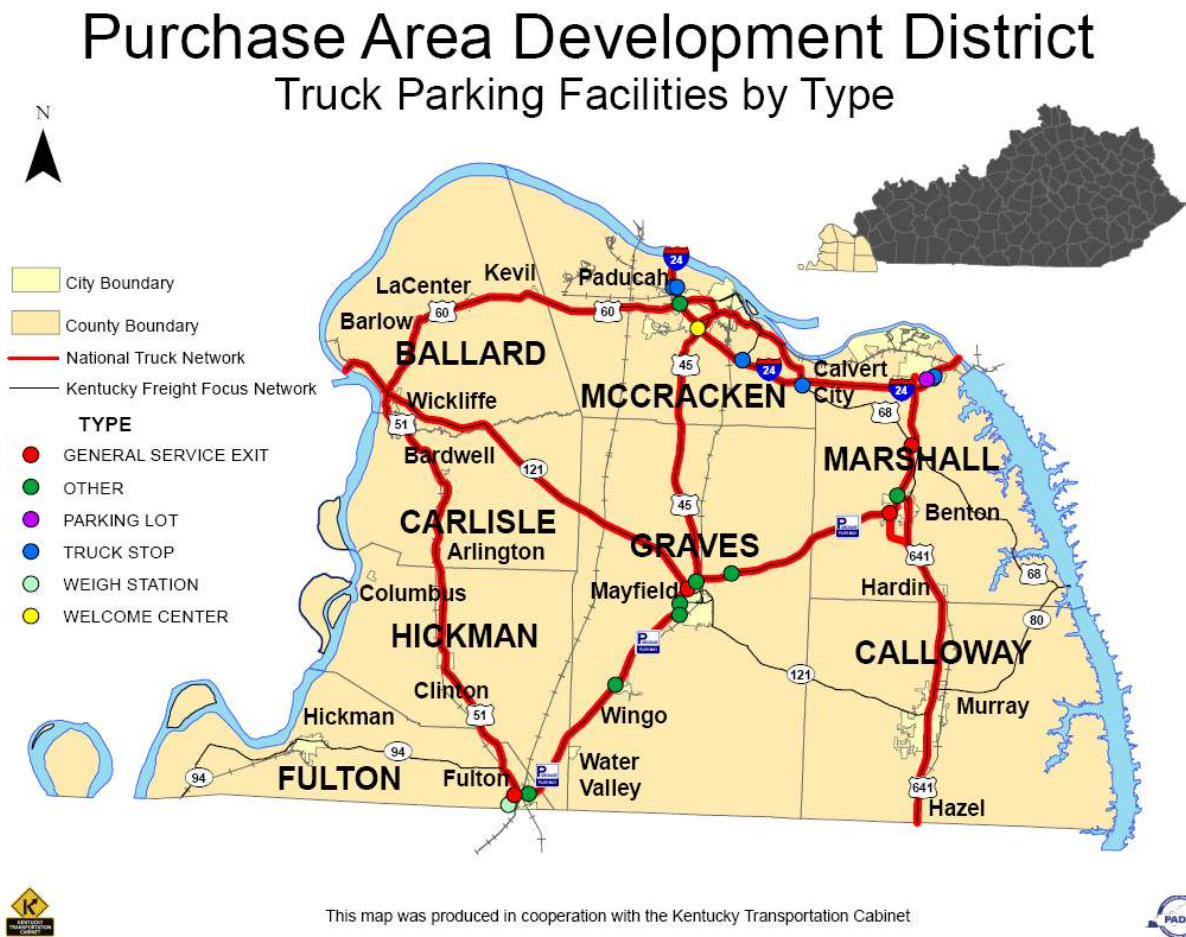 Purchase Area Development District
Truck Parking Facilities by Type
N
City Boundary
County Boundary
National Truck Network
Kentucky Freight Focus Network
TYPE
GENERAL SERVICE EXIT
OTHER
PARKING LOT
TRUCK STOP
WEIGH STATION
WELCOME CENTER
24
Paducah
Kevil
LaCenter
60
60
Barlow
BALLARD
45
24
Calvert
City
24
MCCRACKEN
Wickliffe
68
51
Bardwell
121
MARSHALL
45
Benton
CARLISLE
Arlington
GRAVES
641
68
Mayfield
Hardin
Columbus
80
HICKMAN
CALLOWAY
121
Clinton
Murray
51
Wingo
Hickman
94
94
FULTON
Fulton
Water
Valley
641
Hazel
KENTUCKY
TRANSPORTATION
CABINET
This map was produced in cooperation with the Kentucky Transportation Cabinet
PAD